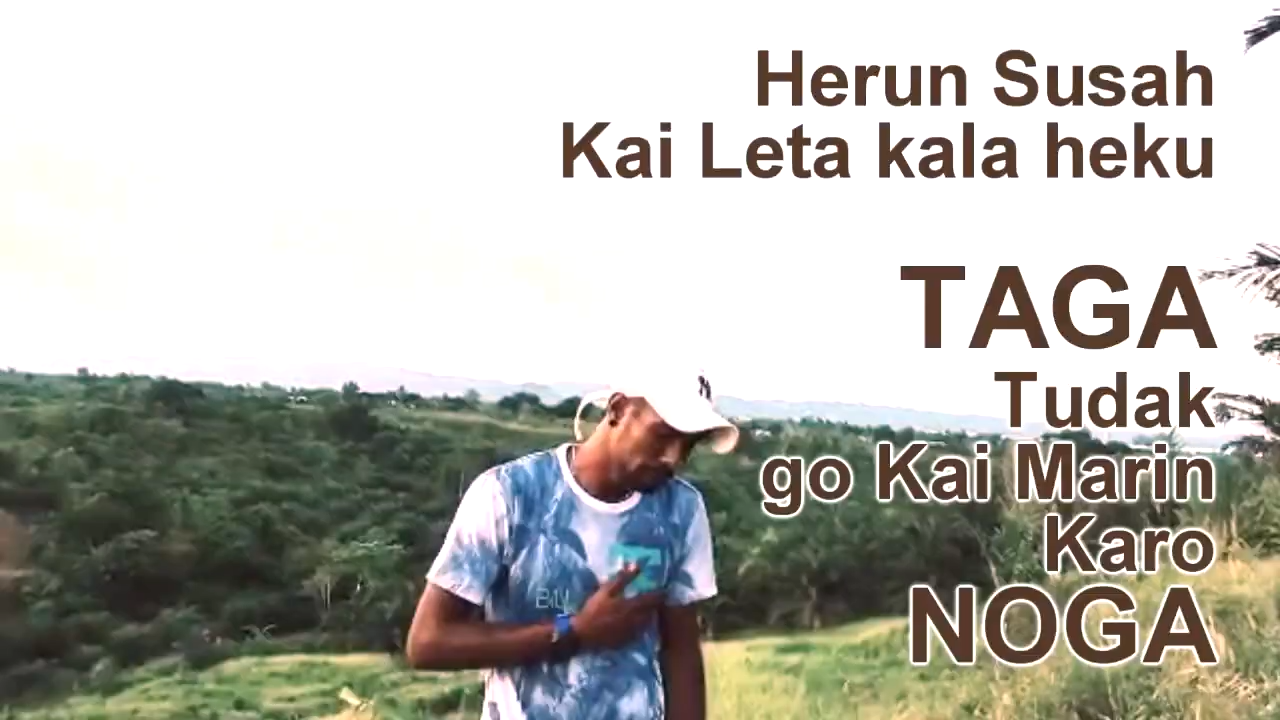 Herun Susah
Kai Leta kala heku
TAGA
Tudak
go Kai Marin
Karo
NOGA